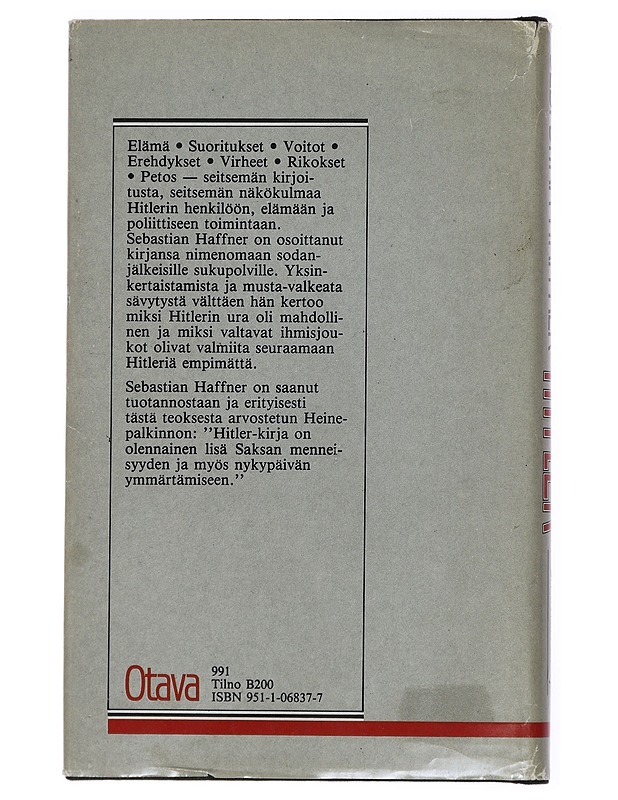 Elämä • Suoritukset • Voitot •
Erehdykset • Virheet • Rikokset
• Petos — seitsemän kirjoi-
tusta, seitsemän näkökulmaa
Hitlerin henkilöön, elämään ja
poliittiseen toimintaan.
Sebastian Haffner on osoittanut
kirjansa nimenomaan sodan-
jälkeisille sukupolville. Yksin-
kertaistamista ja musta-valkeata
sävytystä välttäen hän kertoo
miksi Hitlerin ura oli mahdolli-
nen ja miksi valtavat ihmisjou-
kot olivat valmiita seuraamaan
Hitleriä empimättä.
Sebastian Haffner on saanut
tuotannostaan ja erityisesti
tästä teoksesta arvostetun Heine-
palkinnon: ”Hitler-kirja on
olennainen lisä Saksan mennei-
syyden ja myös nykypäivän
ymmärtämiseen.”
Otava
991
Tilno B200
ISBN 951-1-06837-7